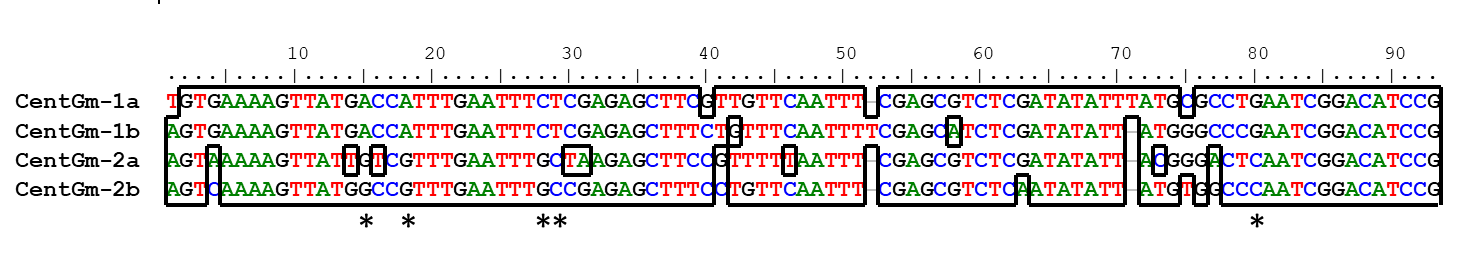 10 20 30 40 50 60 70 80 90
....|....|....|....|....|....|....|....|....|....|....|....|....|....|....|....|....|....|...
CentGm-1a TGTGAAAAGTTATGACCATTTGAATTTCTCGAGAGCTTCGTTGTTCAATTT-CGAGCGTCTCGATATATTTATGCGCCTGAATCGGACATCCG
CentGm-1b AGTGAAAAGTTATGACCATTTGAATTTCTCGAGAGCTTTCTGTTTCAATTTTCGAGCATCTCGATATATT-ATGGGCCCGAATCGGACATCCG
CentGm-2a AGTAAAAAGTTATTGTCGTTTGAATTTGCTAAGAGCTTCCGTTTTTAATTT-CGAGCGTCTCGATATATT-ACGGGACTCAATCGGACATCCG
CentGm-2b AGTCAAAAGTTATGGCCGTTTGAATTTGCCGAGAGCTTTCCTGTTCAATTT-CGAGCGTCTCAATATATT-ATGTGGCCCAATCGGACATCCG
* * ** *